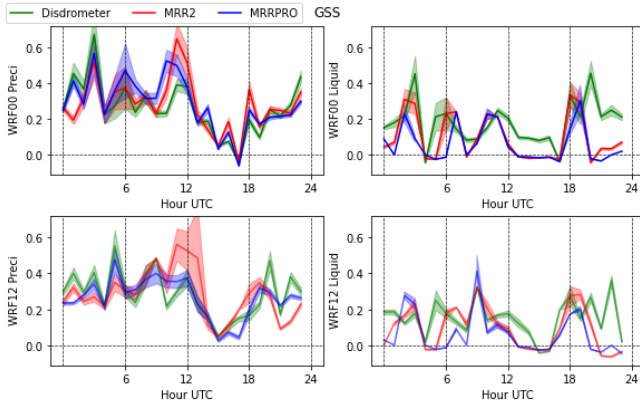 Disdrometer MRR2 MRRPRO GSS
WRF00 Preci
0.6
0.4
0.2
0.0
6 12 18 24
Hour UTC
WRF00 Liquid
0.6
0.4
0.2
0.0
6 12 18 24
Hour UTC
WRF12 Preci
0.6
0.4
0.2
0.0
6 12 18 24
Hour UTC
WRF12 Liquid
0.6
0.4
0.2
0.0
6 12 18 24
Hour UTC